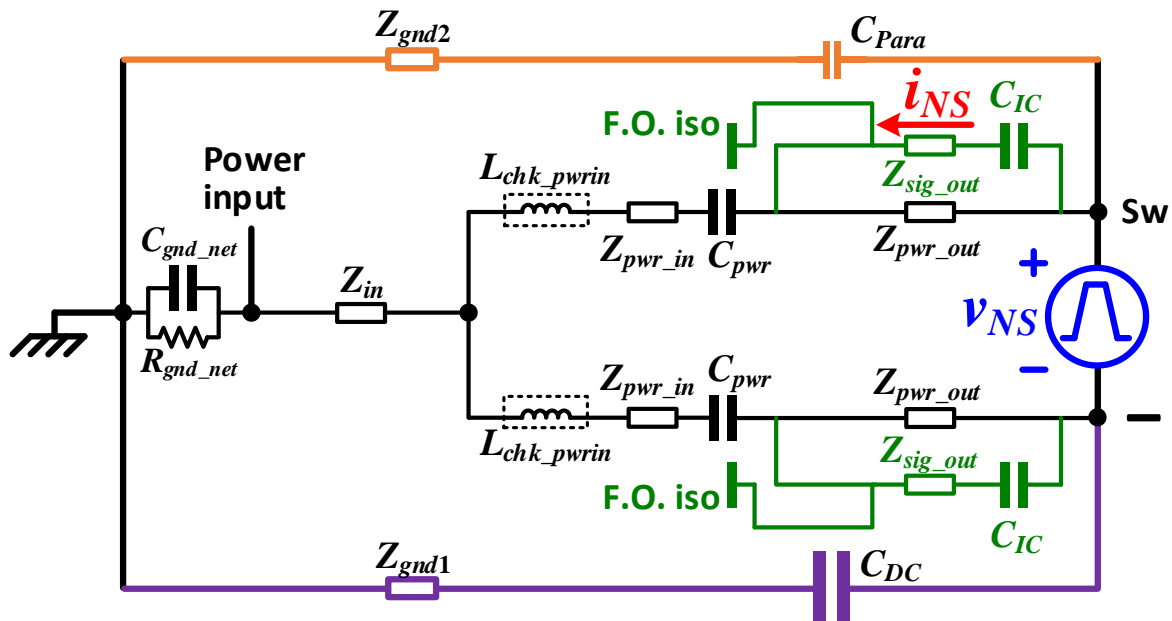 Z_gnd2
C_Para
i_NS
C_IC
F.O. iso
Power
input
L_chk_pwrin
Z_sig_out
Sw
C_gnd_net
Z_pwr_in
C_pwr
Z_pwr_out
Z_in
+
v_NS
R_gnd_net
Z_pwr_in
C_pwr
Z_pwr_out
−
−
L_chk_pwrin
Z_sig_out
F.O. iso
C_IC
Z_gnd1
C_DC